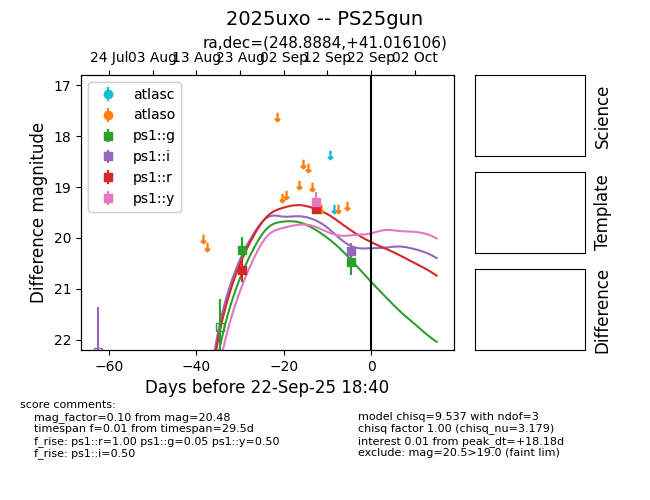 2025uxo -- PS25gun
ra,dec=(248.8884,+41.016106)
24 Jul 03 Aug 13 Aug 23 Aug 02 Sep 12 Sep 22 Sep 02 Oct
atlasc
atlaso
ps1::g
ps1::i
ps1::r
ps1::y
17
18
19
20
21
22
Difference magnitude
−60 −40 −20 0
Days before 22-Sep-25 18:40
Science
Template
Difference
score comments:
mag_factor=0.10 from mag=20.48
timespan f=0.01 from timespan=29.5d
f_rise: ps1::r=1.00 ps1::g=0.05 ps1::y=0.50
f_rise: ps1::i=0.50
model chisq=9.537 with ndof=3
chisq factor 1.00 (chisq_nu=3.179)
interest 0.01 from peak_dt=+18.18d
exclude: mag=20.5>19.0 (faint lim)